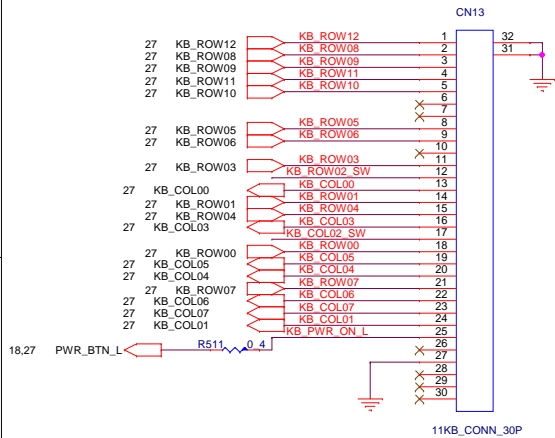 CN13
27 KB_ROW12 KB_ROW12 1 32
27 KB_ROW08 KB_ROW08 2 31
27 KB_ROW09 KB_ROW09 3
27 KB_ROW11 KB_ROW11 4
27 KB_ROW10 KB_ROW10 5
6
7
27 KB_ROW05 KB_ROW05 8
27 KB_ROW06 KB_ROW06 9
10
27 KB_ROW03 KB_ROW03 11
KB_ROW02_SW 12
27 KB_COL00 KB_COL00 13
27 KB_ROW01 KB_ROW01 14
27 KB_ROW04 KB_ROW04 15
27 KB_COL03 KB_COL03 16
KB_COL02_SW 17
27 KB_ROW00 KB_ROW00 18
27 KB_COL05 KB_COL05 19
27 KB_COL04 KB_COL04 20
27 KB_ROW07 KB_ROW07 21
27 KB_COL06 KB_COL06 22
27 KB_COL07 KB_COL07 23
27 KB_COL01 KB_COL01 24
KB_PWR_ON_L 25
18,27 PWR_BTN_L R511 0_4 26
27
28
29
30
11KB_CONN_30P